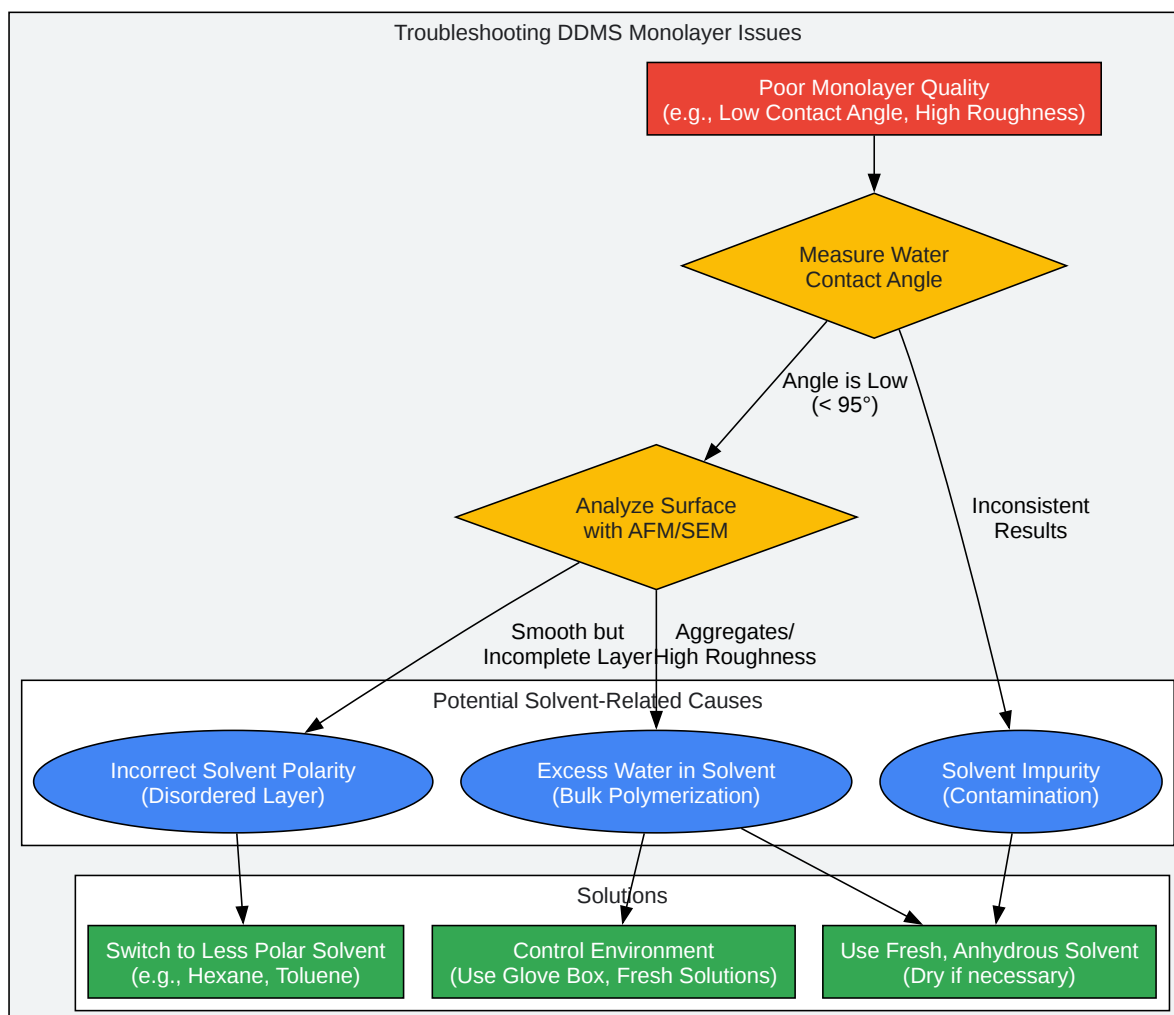 Troubleshooting DDMS Monolayer Issues
Poor Monolayer Quality
(e.g., Low Contact Angle, High Roughness)
Measure Water
Contact Angle
Angle is Low
(< 95°)
Analyze Surface
with AFM/SEM
Inconsistent
Results
Smooth but
Incomplete Layer
Aggregates/
High Roughness
Potential Solvent-Related Causes
Incorrect Solvent Polarity
(Disordered Layer)
Excess Water in Solvent
(Bulk Polymerization)
Solvent Impurity
(Contamination)
Solutions
Switch to Less Polar Solvent
(e.g., Hexane, Toluene)
Control Environment
(Use Glove Box, Fresh Solutions)
Use Fresh, Anhydrous Solvent
(Dry if necessary)